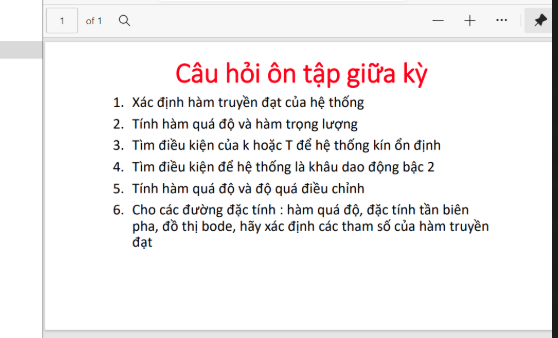 1 of 1
Câu hỏi ôn tập giữa kỳ
1. Xác định hàm truyền đạt của hệ thống
2. Tính hàm quá độ và hàm trọng lượng
3. Tìm điều kiện của k hoặc T để hệ thống kín ổn định
4. Tìm điều kiện để hệ thống là khâu dao động bậc 2
5. Tính hàm quá độ và độ quá điều chỉnh
6. Cho các đường đặc tính : hàm quá độ, đặc tính tần biên
pha, đồ thị bode, hãy xác định các tham số của hàm truyền
đạt